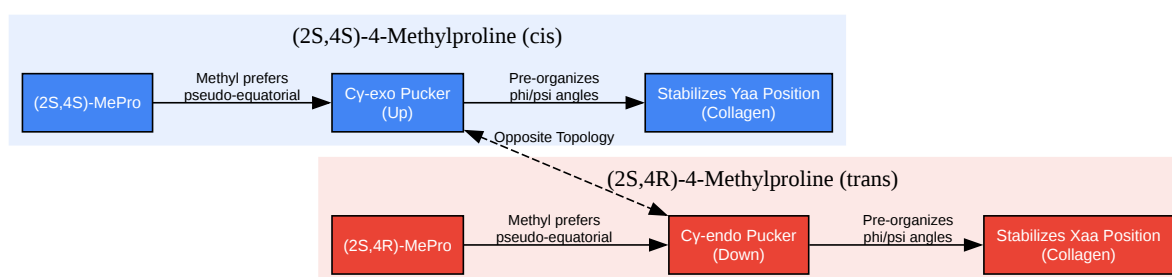 (2S,4S)-4-Methylproline (cis)
(2S,4S)-MePro
Methyl prefers
pseudo-equatorial
Cγ-exo Pucker
(Up)
Pre-organizes
phi/psi angles
Stabilizes Yaa Position
(Collagen)
Opposite Topology
(2S,4R)-4-Methylproline (trans)
(2S,4R)-MePro
Methyl prefers
pseudo-equatorial
Cγ-endo Pucker
(Down)
Pre-organizes
phi/psi angles
Stabilizes Xaa Position
(Collagen)